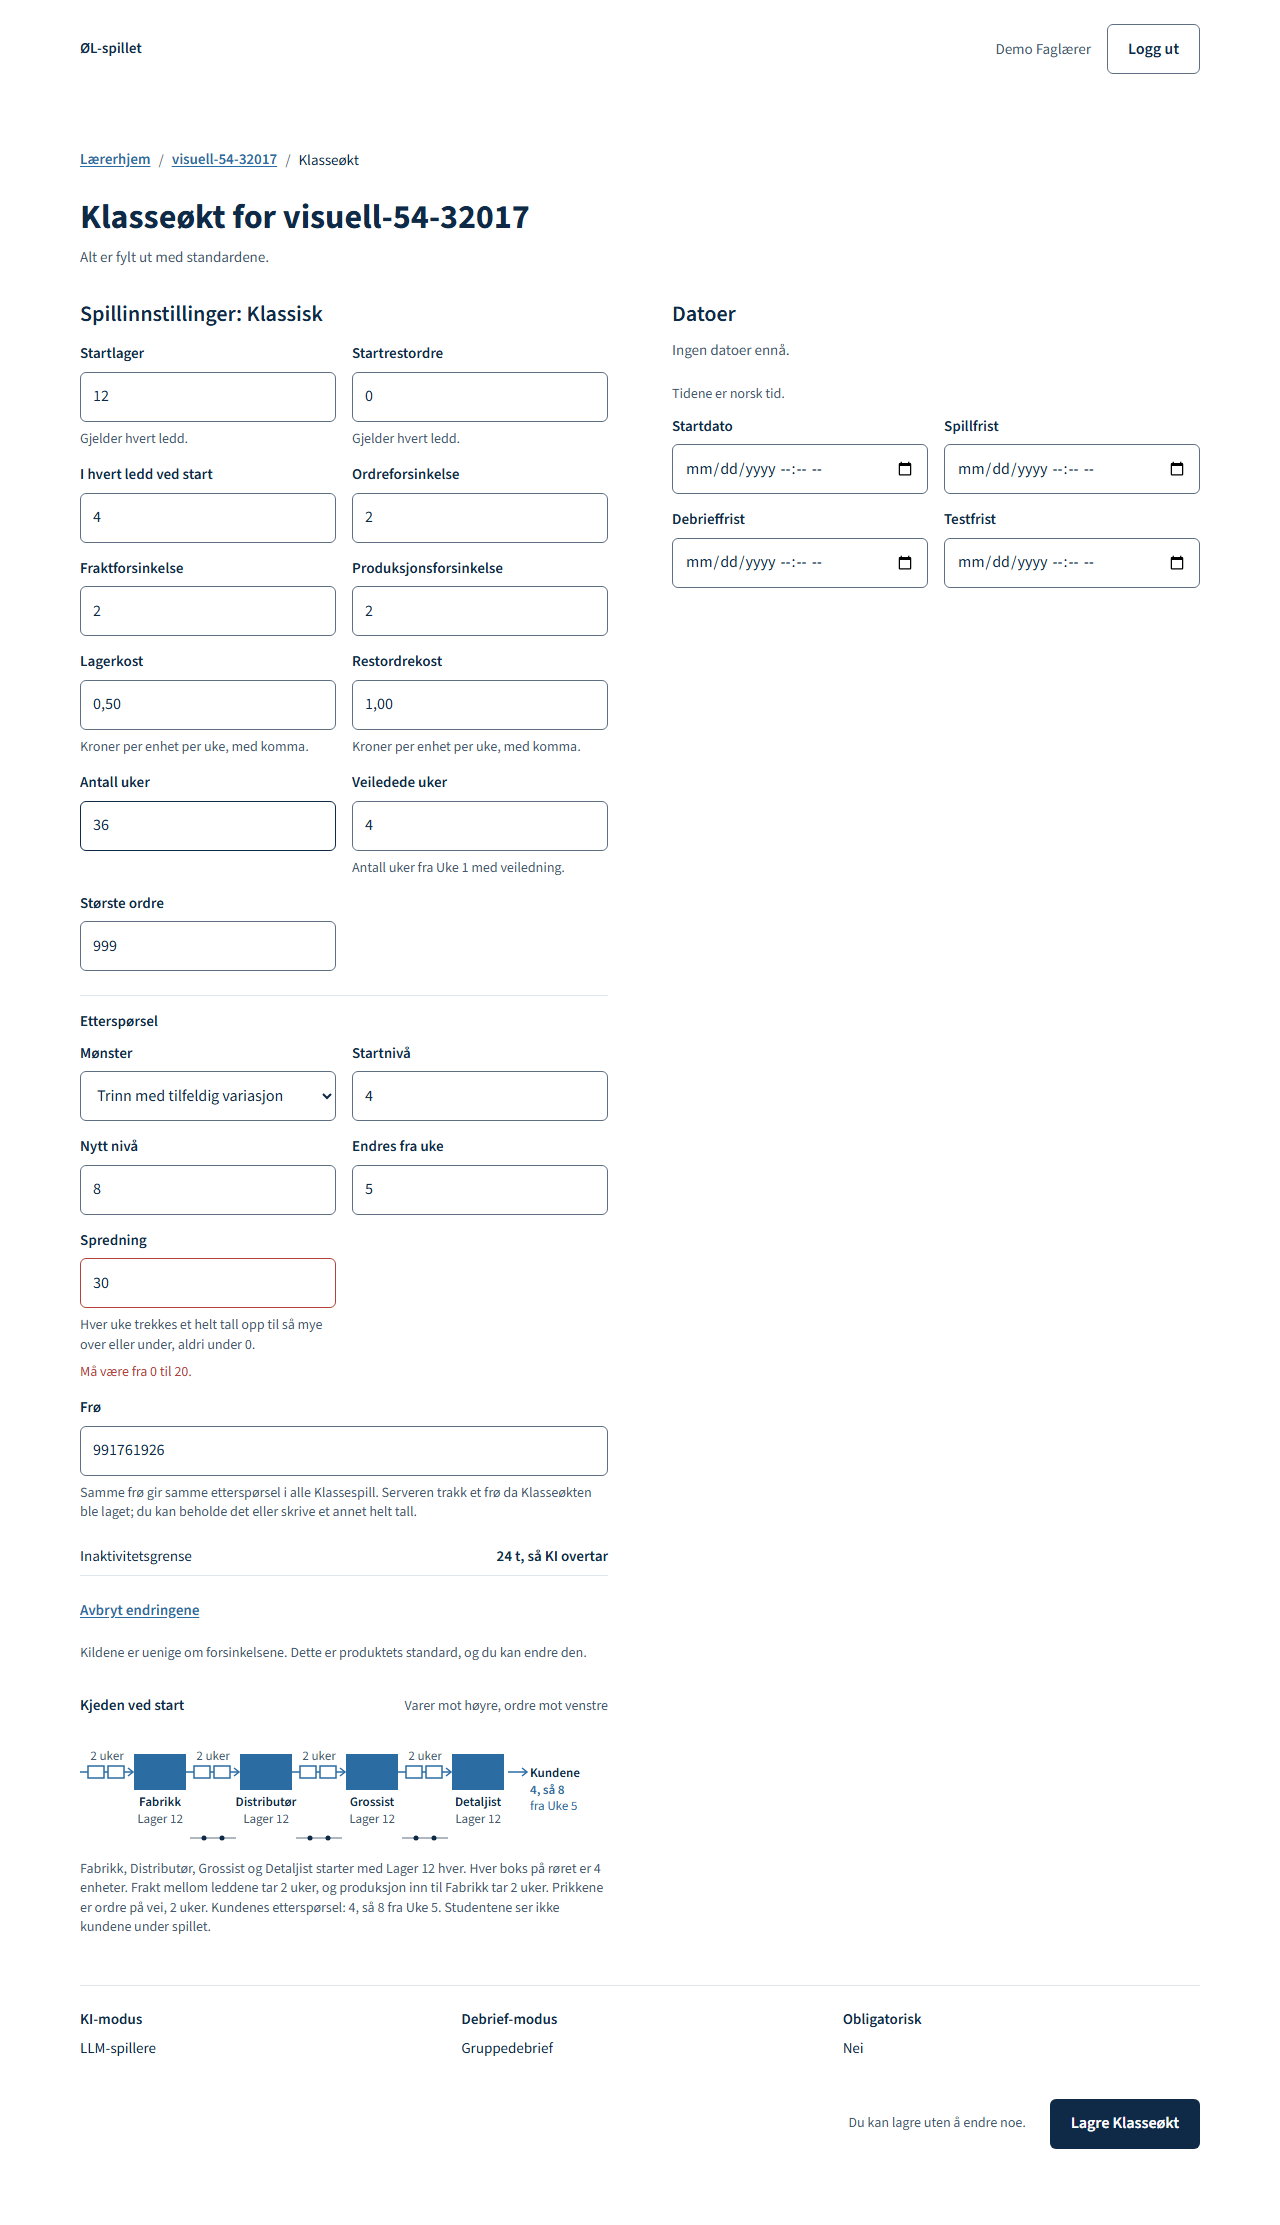 ØL-spillet
Demo Faglærer
Logg ut
Lærerhjem / visuell-54-32017 / Klasseøkt
Klasseøkt for visuell-54-32017
Alt er fylt ut med standardene.
Spillinnstillinger: Klassisk
Startlager
Startrestordre
12
0
Gjelder hvert ledd.
Gjelder hvert ledd.
I hvert ledd ved start
Ordreforsinkelse
4
2
Fraktforsinkelse
Produksjonsforsinkelse
2
2
Lagerkost
Restordrekost
0,50
1,00
Kroner per enhet per uke, med komma.
Kroner per enhet per uke, med komma.
Antall uker
Veiledede uker
36
4
Antall uker fra Uke 1 med veiledning.
Største ordre
999
Etterspørsel
Mønster
Startnivå
Trinn med tilfeldig variasjon
4
Nytt nivå
Endres fra uke
8
5
Spredning
30
Hver uke trekkes et helt tall opp til så mye
over eller under, aldri under 0.
Må være fra 0 til 20.
Frø
991761926
Samme frø gir samme etterspørsel i alle Klassespill. Serveren trakk et frø da Klasseøkten
ble laget; du kan beholde det eller skrive et annet helt tall.
Inaktivitetsgrense
24 t, så KI overtar
Avbryt endringene
Kildene er uenige om forsinkelsene. Dette er produktets standard, og du kan endre den.
Kjeden ved start
Varer mot høyre, ordre mot venstre
2 uker
2 uker
2 uker
2 uker
Fabrikk
Lager 12
Distributør
Lager 12
Grossist
Lager 12
Detaljist
Lager 12
Kundene
4, så 8
fra Uke 5
Fabrikk, Distributør, Grossist og Detaljist starter med Lager 12 hver. Hver boks på røret er 4
enheter. Frakt mellom leddene tar 2 uker, og produksjon inn til Fabrikk tar 2 uker. Prikkene
er ordre på vei, 2 uker. Kundenes etterspørsel: 4, så 8 fra Uke 5. Studentene ser ikke
kundene under spillet.
Datoer
Ingen datoer ennå.
Tidene er norsk tid.
Startdato
Spillfrist
mm/dd/yyyy --:-- --
mm/dd/yyyy --:-- --
Debrieffrist
Testfrist
mm/dd/yyyy --:-- --
mm/dd/yyyy --:-- --
KI-modus
LLM-spillere
Debrief-modus
Gruppedebrief
Obligatorisk
Nei
Du kan lagre uten å endre noe.
Lagre Klasseøkt